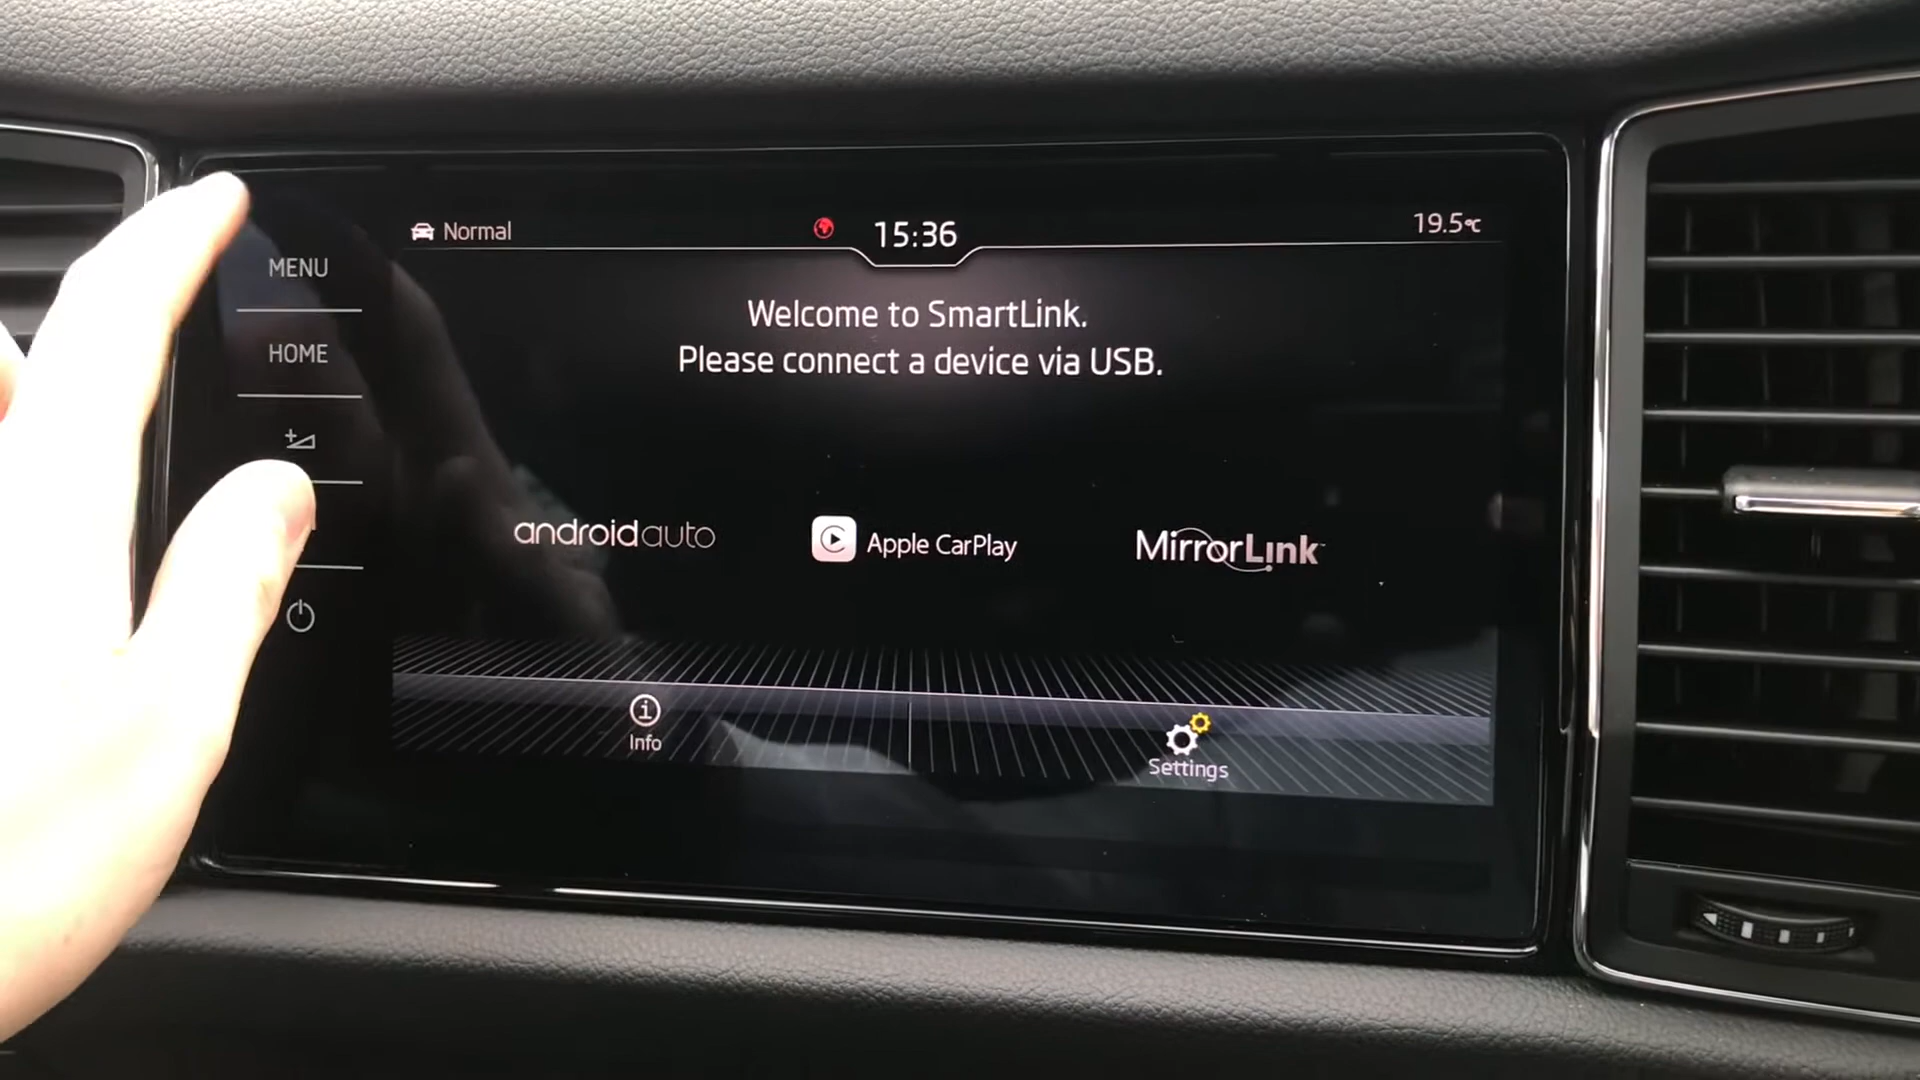 Normal
15:36
19.5°C
MENU
HOME
Welcome to SmartLink.
Please connect a device via USB.
androidauto
Apple CarPlay
MirrorLink
Info
Settings